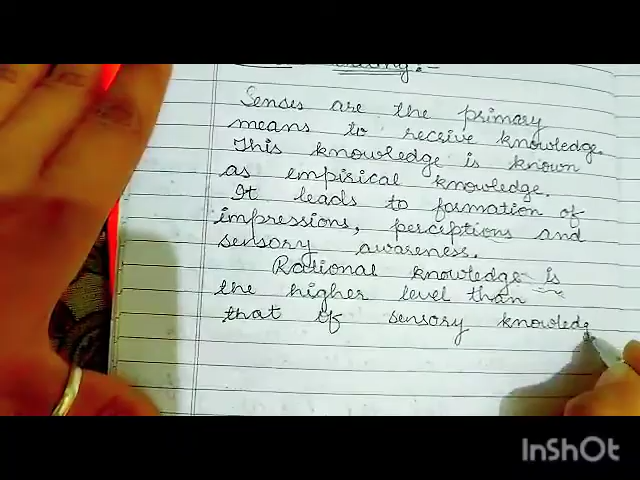 Senses are the primary
means to receive knowledge.
This knowledge is known
as empirical knowledge.
It leads to formation of
impressions, perceptions and
sensory awareness.
Rational knowledge is
the higher level than
that of sensory knowledg
InShOt